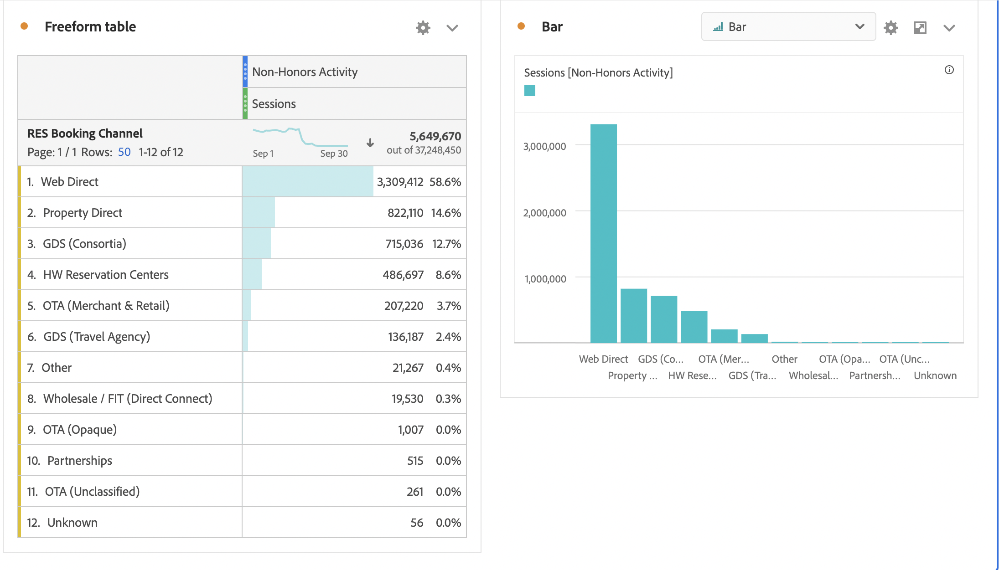 Freeform table
Non-Honors Activity
Sessions
RES Booking Channel
Page: 1 / 1 Rows: 50 1-12 of 12
Sep 1
Sep 30
5,649,670
out of 37,248,450
1. Web Direct 3,309,412 58.6%
2. Property Direct 822,110 14.6%
3. GDS (Consortia) 715,036 12.7%
4. HW Reservation Centers 486,697 8.6%
5. OTA (Merchant & Retail) 207,220 3.7%
6. GDS (Travel Agency) 136,187 2.4%
7. Other 21,267 0.4%
8. Wholesale / FIT (Direct Connect) 19,530 0.3%
9. OTA (Opaque) 1,007 0.0%
10. Partnerships 515 0.0%
11. OTA (Unclassified) 261 0.0%
12. Unknown 56 0.0%
Bar
Bar
Sessions [Non-Honors Activity]
3,000,000
2,000,000
1,000,000
Web Direct GDS (Co... OTA (Mer... Other OTA (Opa... OTA (Unc...
Property ... HW Rese... GDS (Tra... Wholesal... Partnersh... Unknown